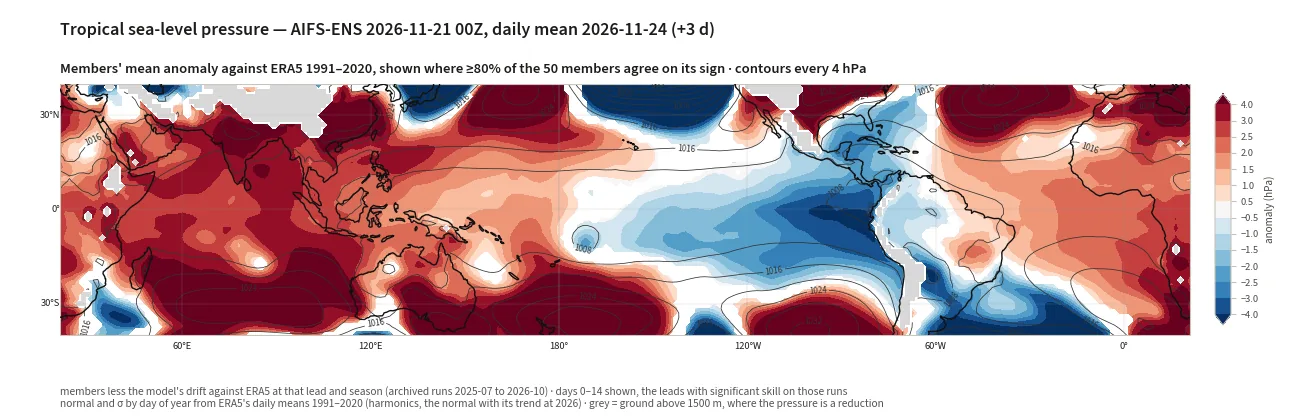 Tropical sea-level pressure — AIFS-ENS 2026-11-21 00Z, daily mean 2026-11-24 (+3 d)
Members' mean anomaly against ERA5 1991–2020, shown where ≥80% of the 50 members agree on its sign · contours every 4 hPa
30°N
0°
30°S
60°E
120°E
180°
120°W
60°W
0°
1016
1016
1016
1016
1016
1016
1008
1008
1016
1024
1016
1016
4.0
3.0
2.5
2.0
1.5
1.0
0.5
−0.5
−1.0
−1.5
−2.0
−2.5
−3.0
−4.0
anomaly (hPa)
members less the model's drift against ERA5 at that lead and season (archived runs 2025-07 to 2026-10) · days 0–14 shown, the leads with significant skill on those runs
normal and σ by day of year from ERA5's daily means 1991–2020 (harmonics, the normal with its trend at 2026) · grey = ground above 1500 m, where the pressure is a reduction